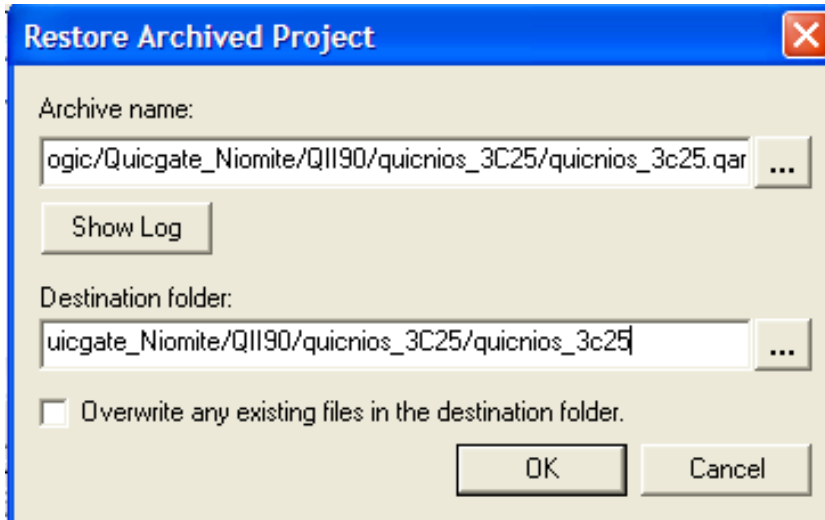 Restore Archived Project
Archive name:
ogic/Quicgate_Niomite/QII90/quicnios_3C25/quicnios_3c25.qar
...
Show Log
Destination folder:
uicgate_Niomite/QII90/quicnios_3C25/quicnios_3c25
...
Overwrite any existing files in the destination folder.
OK Cancel